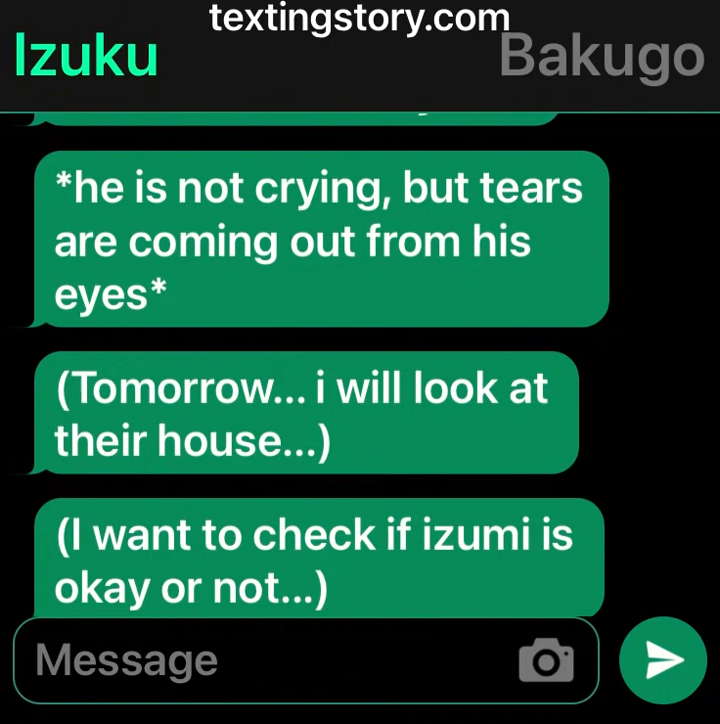 textingstory.com
Izuku
Bakugo
*he is not crying, but tears
are coming out from his
eyes*
(Tomorrow... i will look at
their house...)
(I want to check if izumi is
okay or not...)
Message